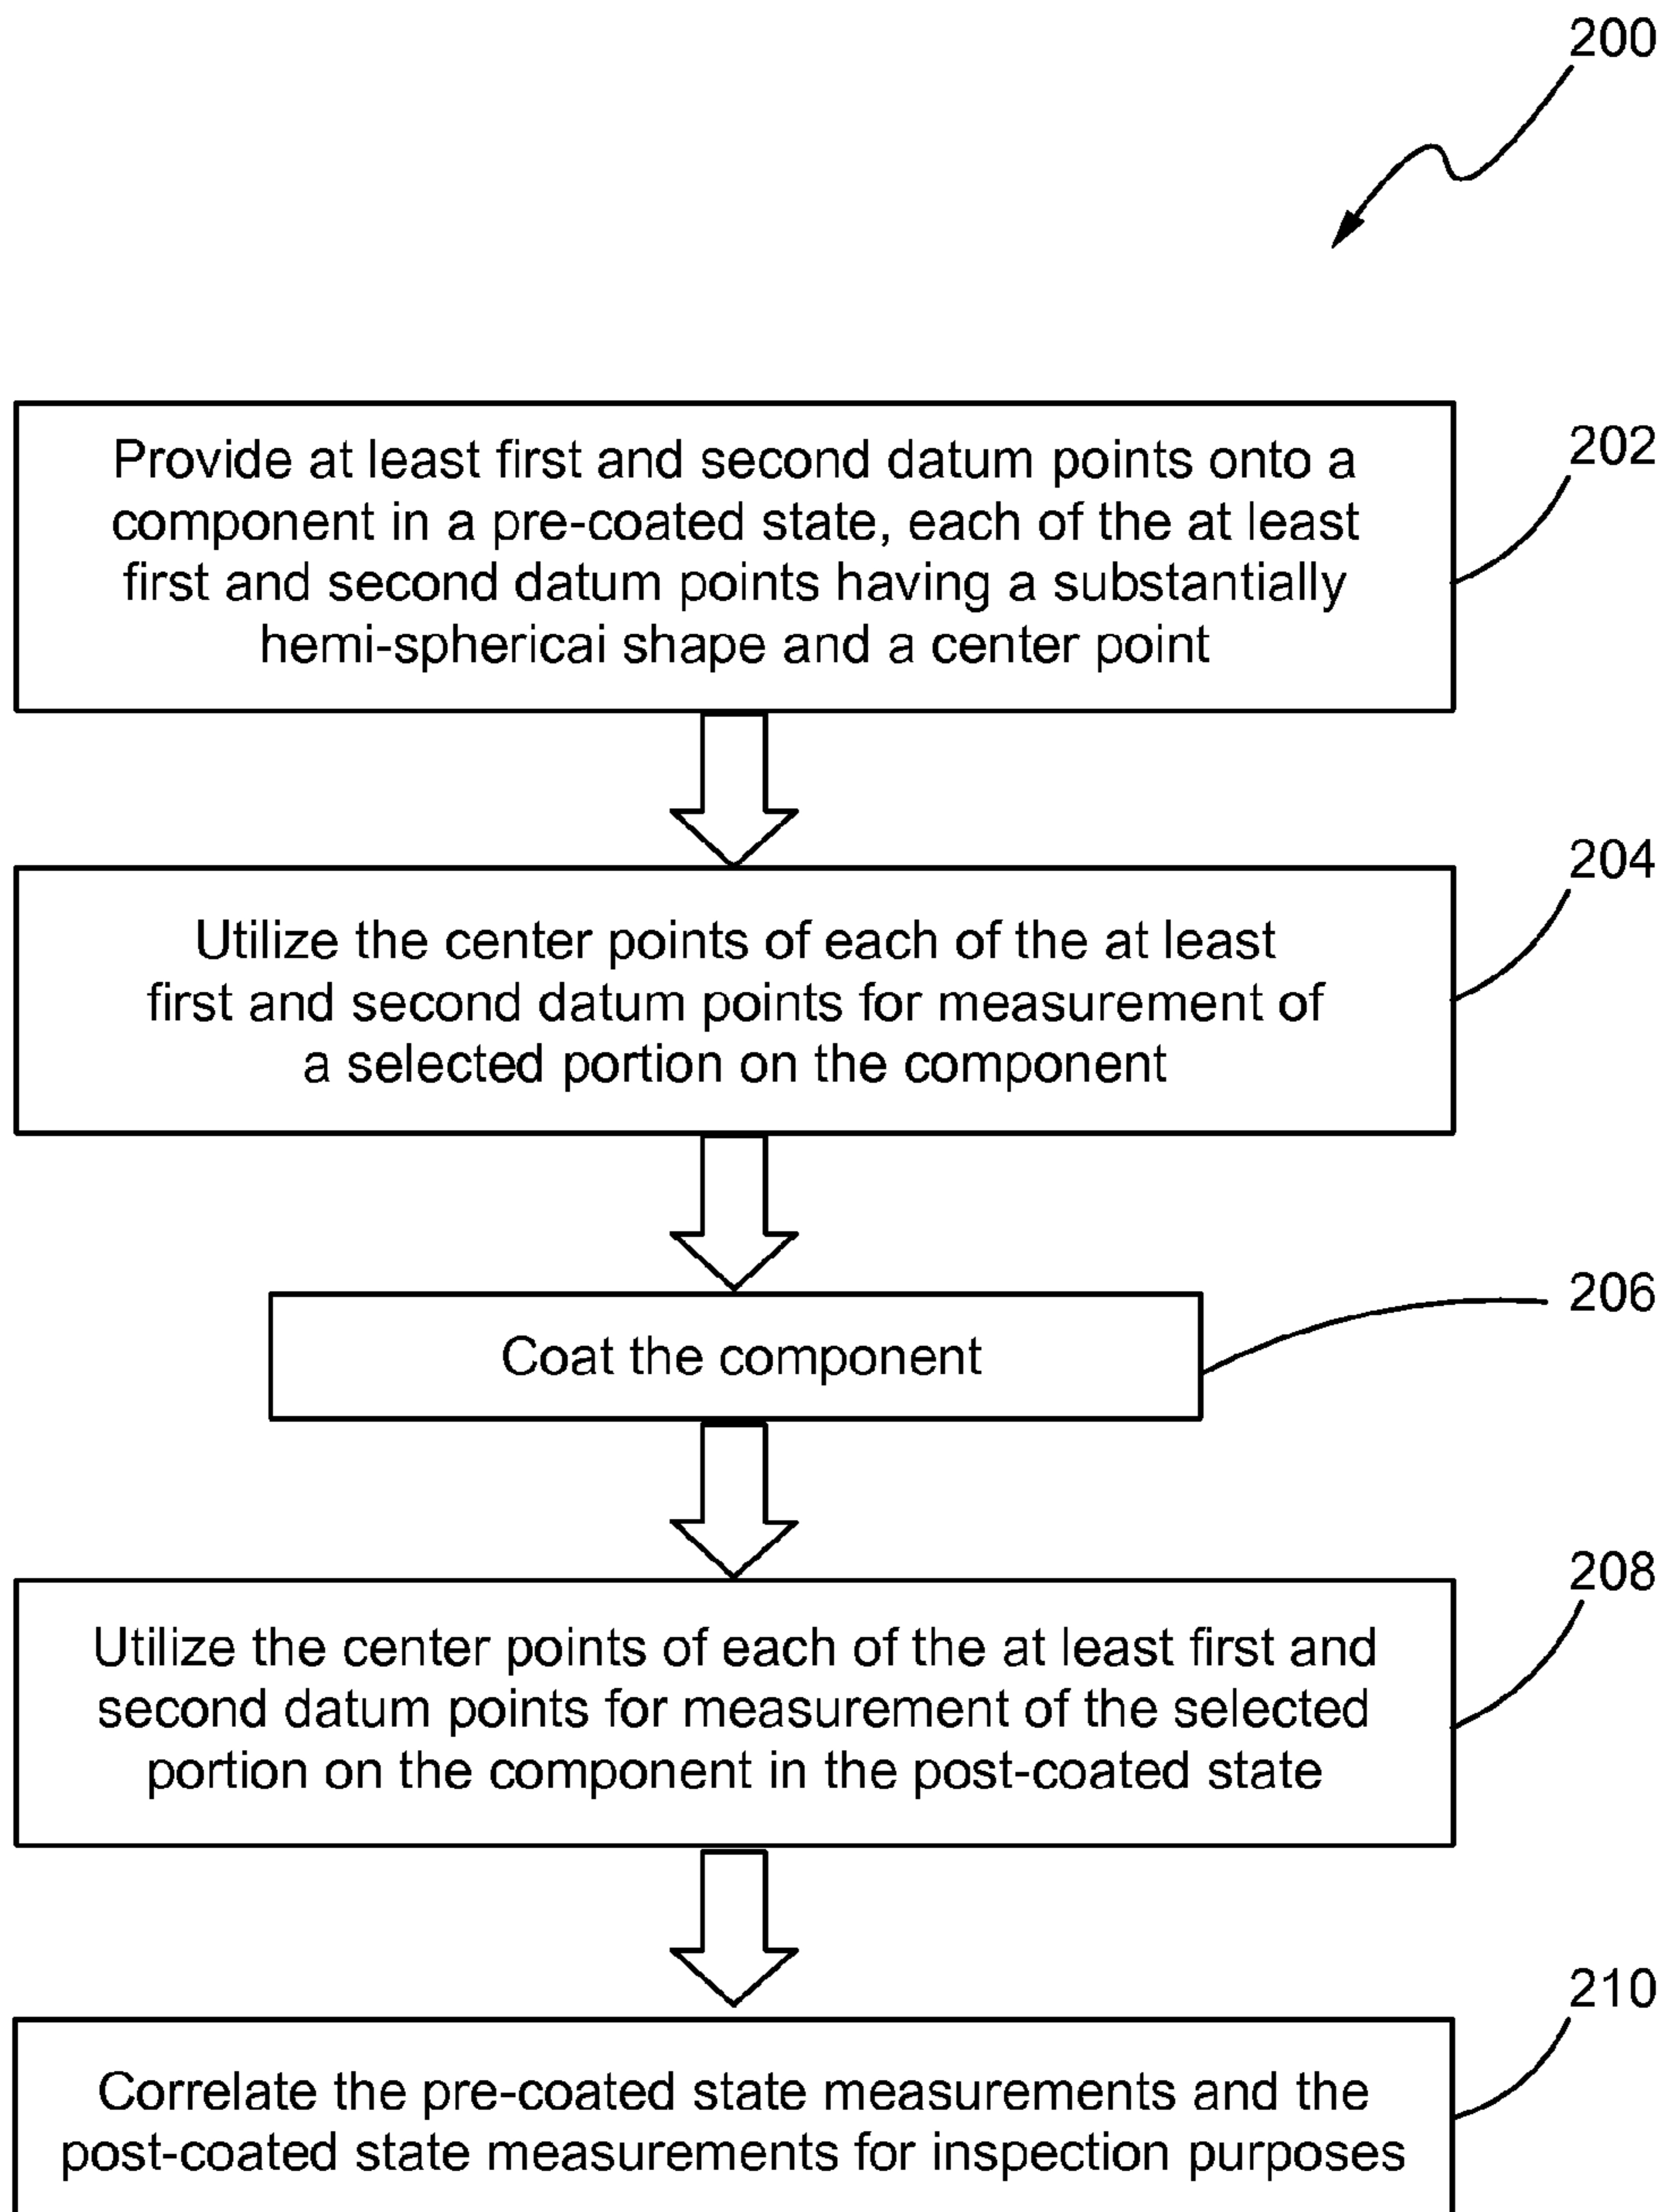 200
Provide at least first and second datum points onto a
component in a pre-coated state, each of the at least
first and second datum points having a substantially
hemi-sphericai shape and a center point
202
Utilize the center points of each of the at least
first and second datum points for measurement of
a selected portion on the component
204
Coat the component
206
Utilize the center points of each of the at least first and
second datum points for measurement of the selected
portion on the component in the post-coated state
208
Correlate the pre-coated state measurements and the
post-coated state measurements for inspection purposes
210